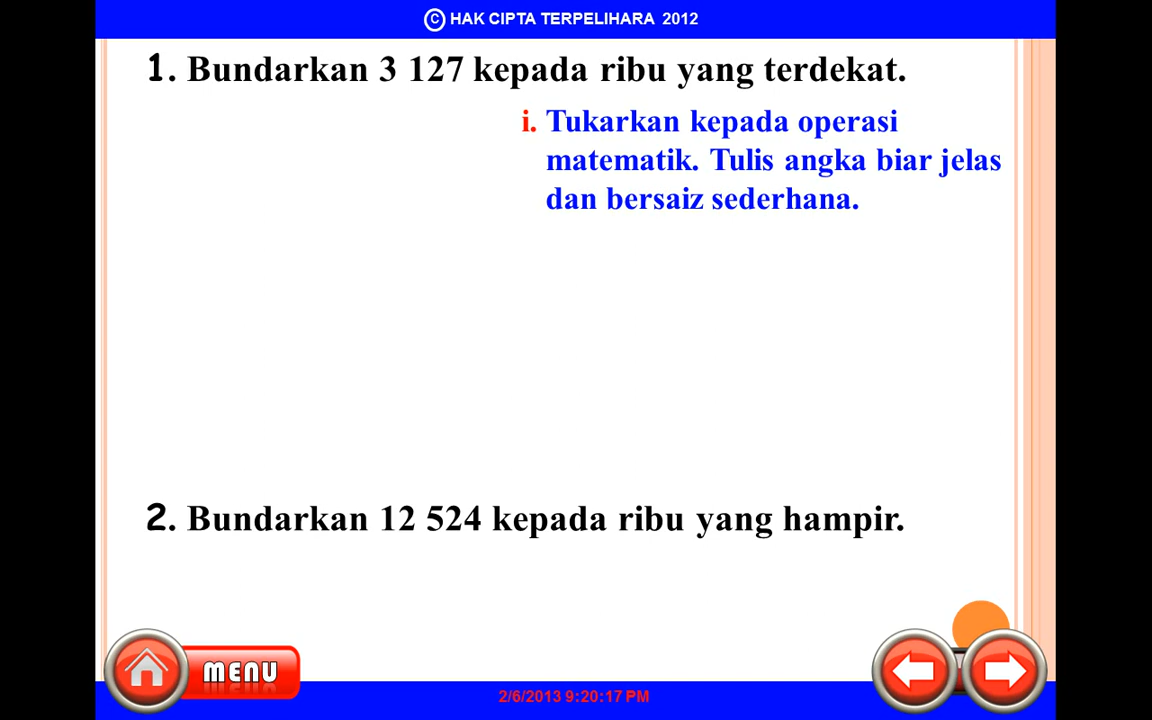 © HAK CIPTA TERPELIHARA 2012
1. Bundarkan 3 127 kepada ribu yang terdekat.
i. Tukarkan kepada operasi
matematik. Tulis angka biar jelas
dan bersaiz sederhana.
2. Bundarkan 12 524 kepada ribu yang hampir.
MENU
2/6/2013 9:20:17 PM